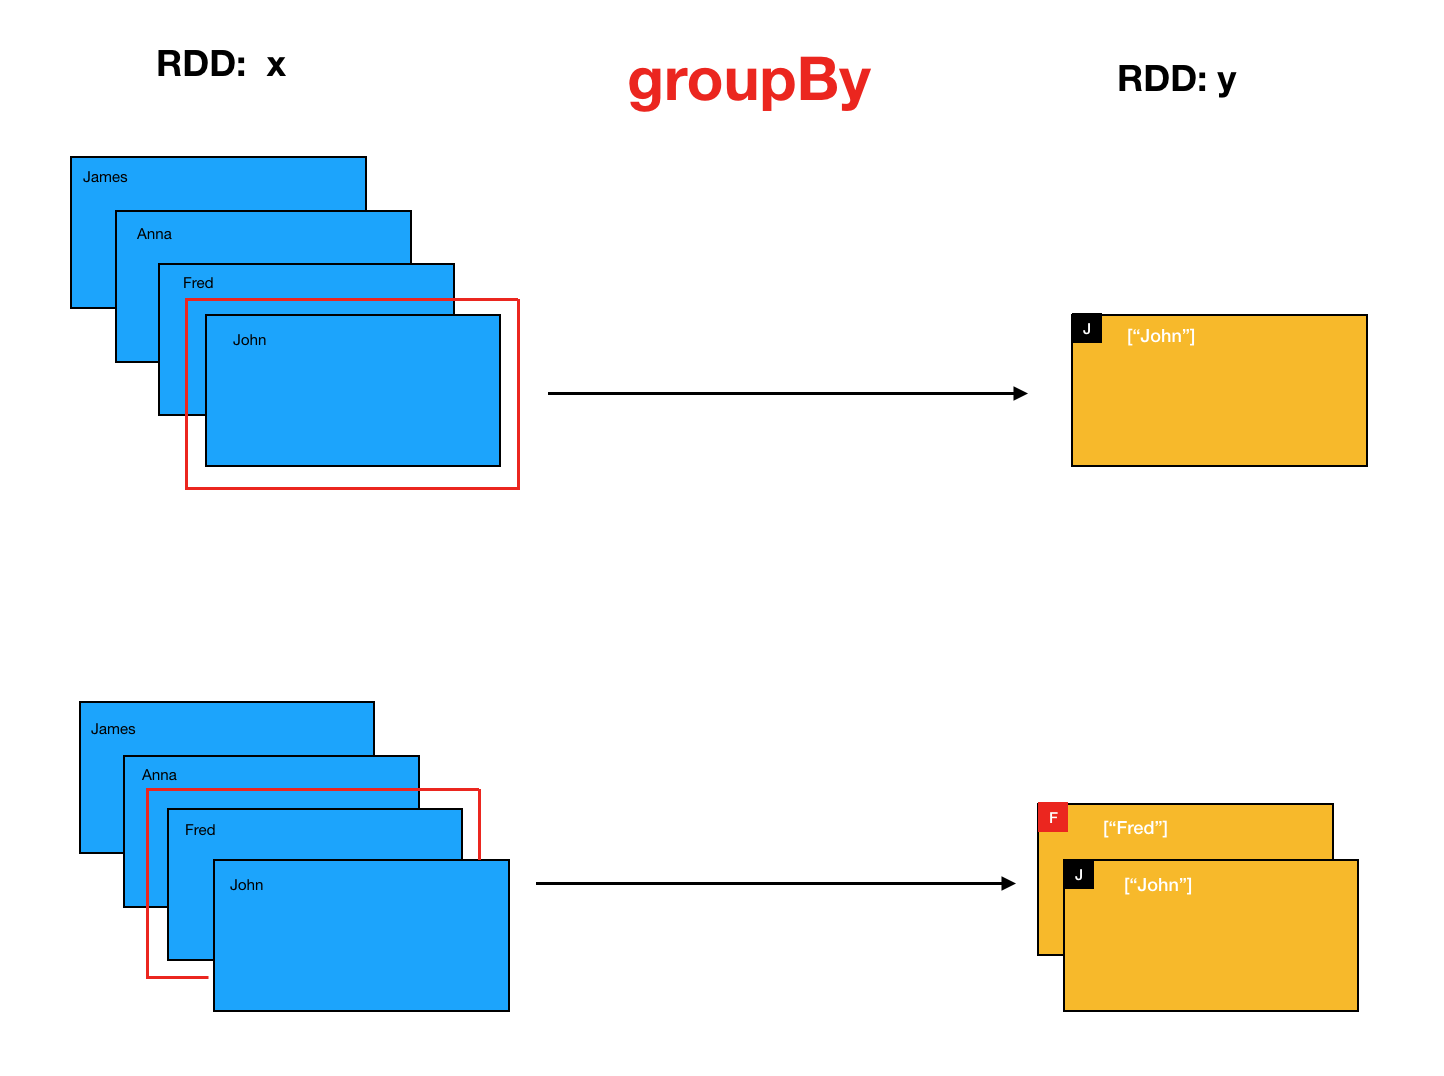 RDD:  x
groupBy
RDD: y
James
Anna
Fred
John
J
[“John”]
James
Anna
Fred
John
F
[“Fred”]
J
[“John”]